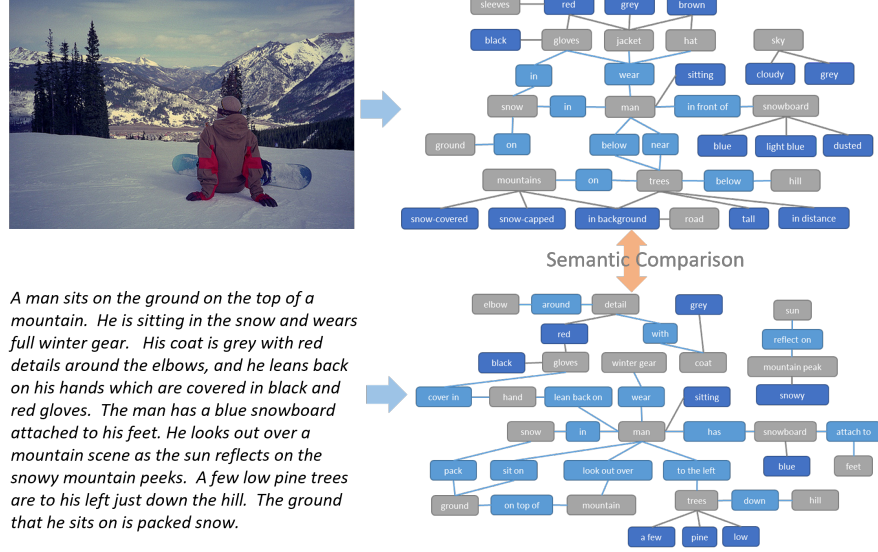 sleeves red grey brown
black gloves jacket hat sky
in wear sitting cloudy grey
snow in man in front of snowboard
ground on below near blue light blue dusted
mountains on trees below hill
snow-covered snow-capped in background road tall in distance
Semantic Comparison
A man sits on the ground on the top of a
mountain. He is sitting in the snow and wears
full winter gear. His coat is grey with red
details around the elbows, and he leans back
on his hands which are covered in black and
red gloves. The man has a blue snowboard
attached to his feet. He looks out over a
mountain scene as the sun reflects on the
snowy mountain peeks. A few low pine trees
are to his left just down the hill. The ground
that he sits on is packed snow.
elbow around detail grey sun
red with reflect on
black gloves winter gear coat mountain peak
cover in hand lean back on wear sitting snowy
snow in man has snowboard attach to
pack sit on look out over to the left blue feet
ground on top of mountain trees down hill
a few pine low